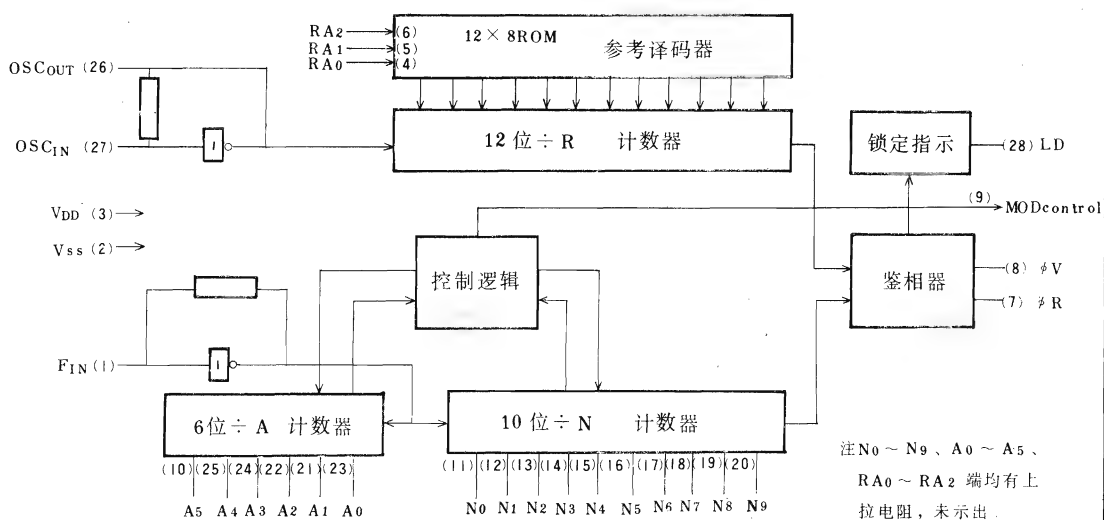 RA2 (6) 12×8ROM 参考译码器
RA1 (5)
RA0 (4)
OSCOUT (26)
OSCIN (27) 1 12位÷R 计数器 锁定指示 (28) LD
(9) MODcontrol
VDD (3)
VSS (2)
控制逻辑 鉴相器 (8) φV
(7) φR
FIN (1) 1
6位÷A 计数器 10位÷N 计数器
(10) (25) (24) (22) (21) (23) (11) (12) (13) (14) (15) (16) (17) (18) (19) (20)
A5 A4 A3 A2 A1 A0 N0 N1 N2 N3 N4 N5 N6 N7 N8 N9
注N0～N9、A0～A5、
RA0～RA2 端均有上
拉电阻，未示出.